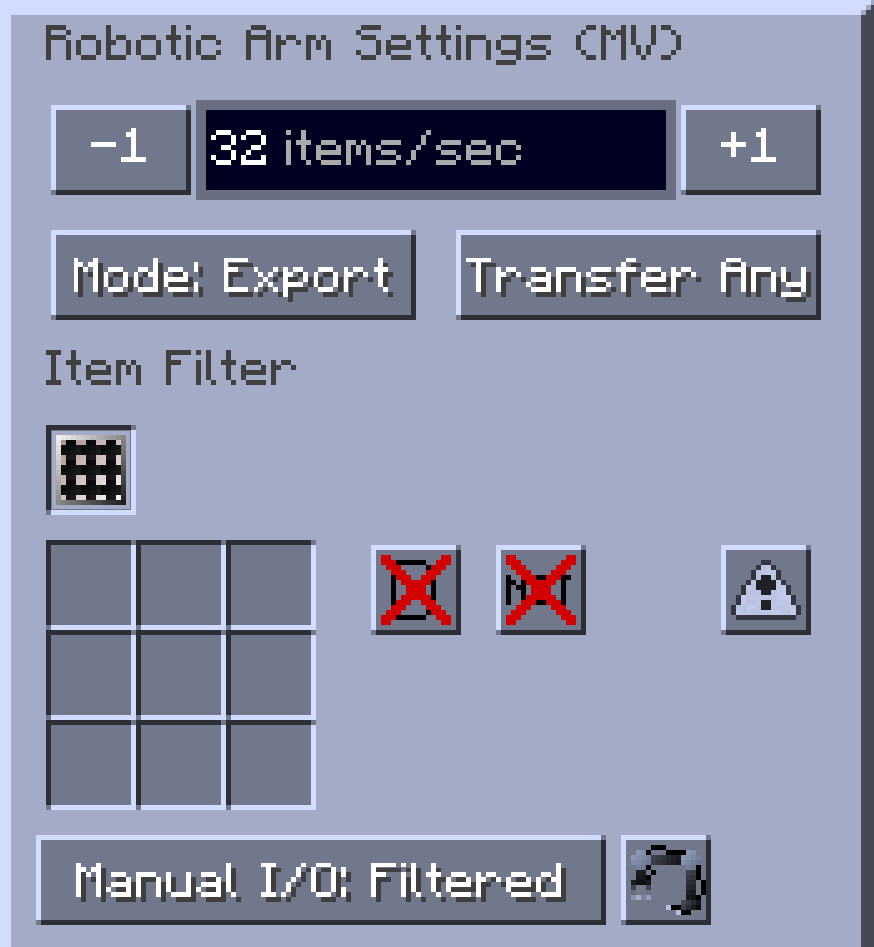 Robotic Arm Settings (MV)
-1 32 items/sec +1
Mode: Export Transfer Any
Item Filter
Manual I/O: Filtered